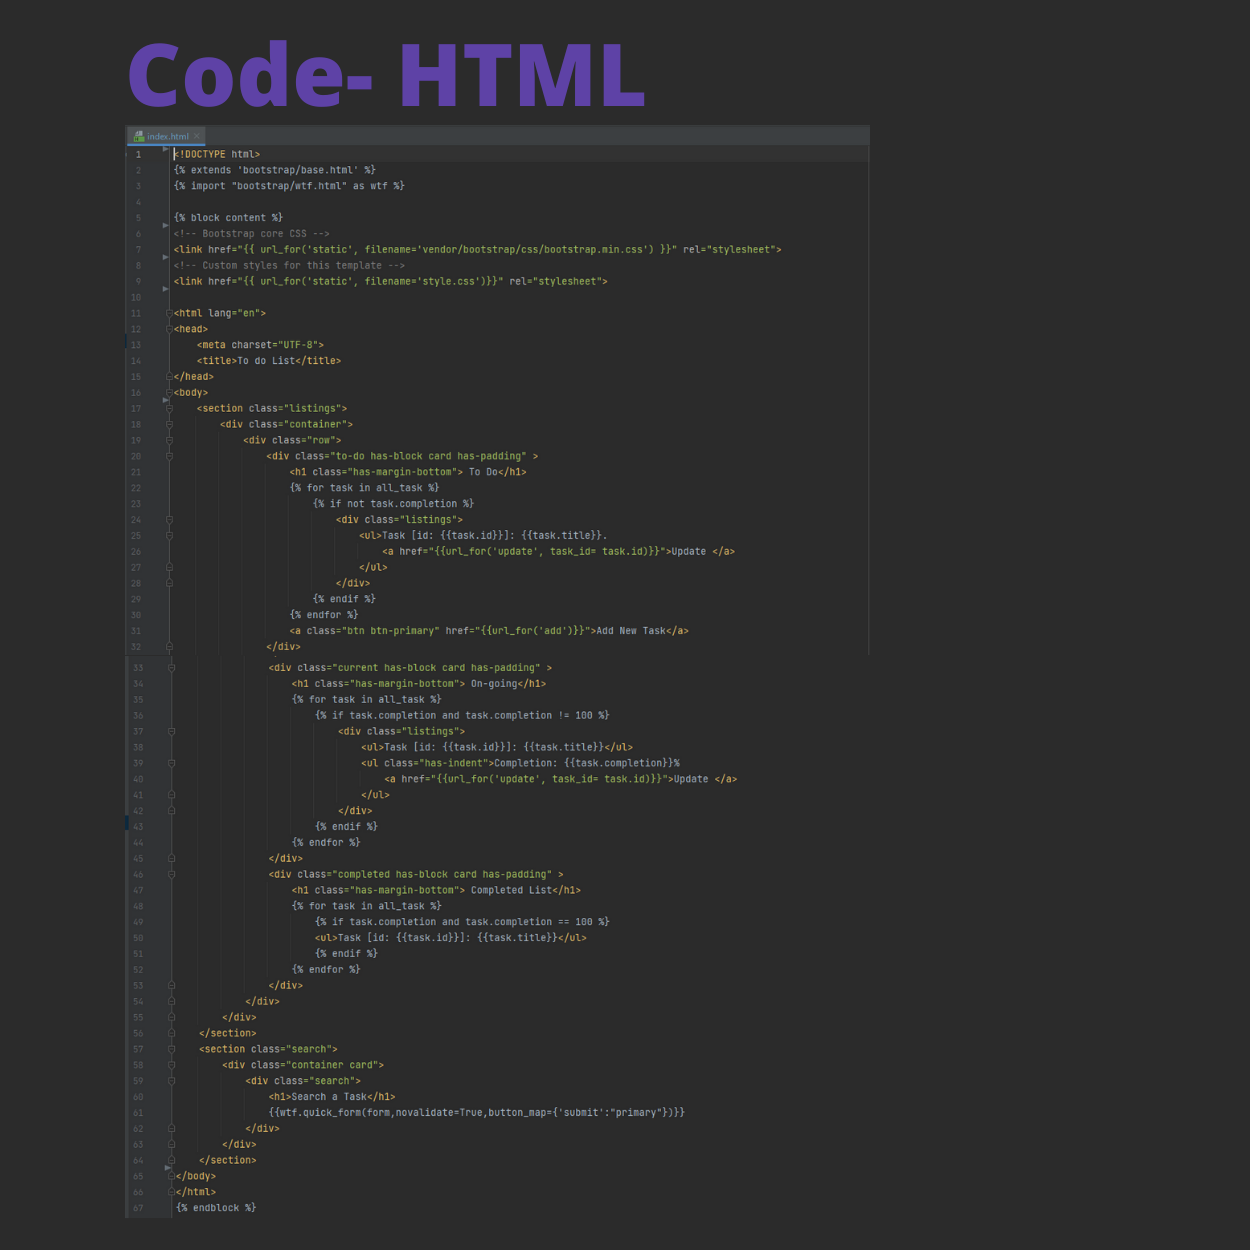 Code- HTML
index.html ×
1 <!DOCTYPE html>
2 {% extends 'bootstrap/base.html' %}
3 {% import "bootstrap/wtf.html" as wtf %}
4
5 {% block content %}
6 <!-- Bootstrap core CSS -->
7 <link href="{{ url_for('static', filename='vendor/bootstrap/css/bootstrap.min.css') }}" rel="stylesheet">
8 <!-- Custom styles for this template -->
9 <link href="{{ url_for('static', filename='style.css')}}" rel="stylesheet">
10
11 <html lang="en">
12 <head>
13     <meta charset="UTF-8">
14     <title>To do List</title>
15 </head>
16 <body>
17     <section class="listings">
18         <div class="container">
19             <div class="row">
20                 <div class="to-do has-block card has-padding" >
21                     <h1 class="has-margin-bottom"> To Do</h1>
22                     {% for task in all_task %}
23                         {% if not task.completion %}
24                             <div class="listings">
25                                 <ul>Task [id: {{task.id}}]: {{task.title}}.
26                                     <a href="{{url_for('update', task_id= task.id)}}">Update </a>
27                                 </ul>
28                             </div>
29                         {% endif %}
30                     {% endfor %}
31                     <a class="btn btn-primary" href="{{url_for('add')}}">Add New Task</a>
32                 </div>
33                 <div class="current has-block card has-padding" >
34                     <h1 class="has-margin-bottom"> On-going</h1>
35                     {% for task in all_task %}
36                         {% if task.completion and task.completion != 100 %}
37                             <div class="listings">
38                                 <ul>Task [id: {{task.id}}]: {{task.title}}</ul>
39                                 <ul class="has-indent">Completion: {{task.completion}}%
40                                     <a href="{{url_for('update', task_id= task.id)}}">Update </a>
41                                 </ul>
42                             </div>
43                         {% endif %}
44                     {% endfor %}
45                 </div>
46                 <div class="completed has-block card has-padding" >
47                     <h1 class="has-margin-bottom"> Completed List</h1>
48                     {% for task in all_task %}
49                         {% if task.completion and task.completion == 100 %}
50                         <ul>Task [id: {{task.id}}]: {{task.title}}</ul>
51                         {% endif %}
52                     {% endfor %}
53                 </div>
54             </div>
55         </div>
56     </section>
57     <section class="search">
58         <div class="container card">
59             <div class="search">
60                 <h1>Search a Task</h1>
61                 {{wtf.quick_form(form,novalidate=True,button_map={'submit':"primary"})}}
62             </div>
63         </div>
64     </section>
65 </body>
66 </html>
67 {% endblock %}